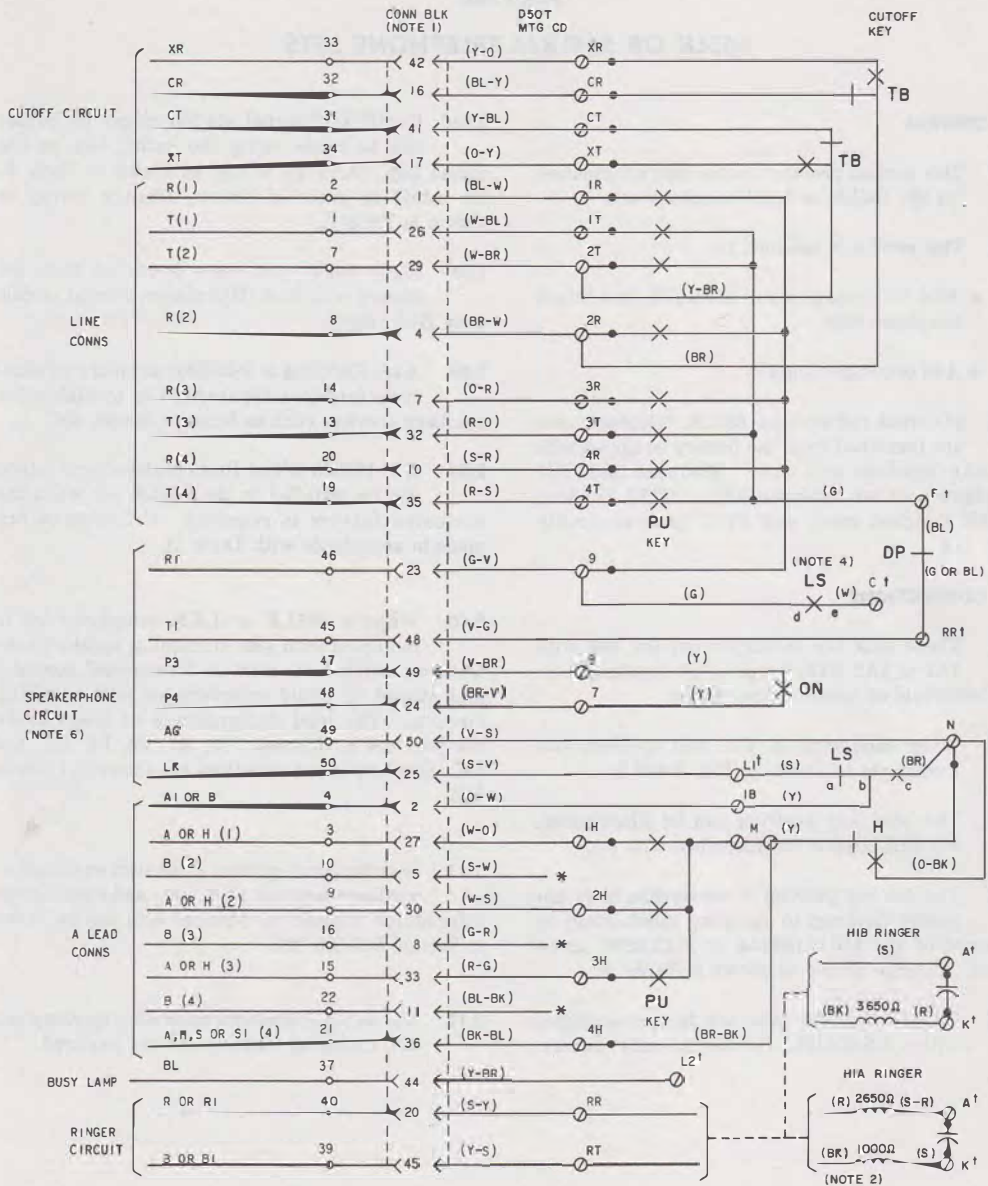 CONN BLK
(NOTE 1)
D50T
MTG CD
CUTOFF
KEY
CUTOFF CIRCUIT
XR 33 42 (Y-O) XR
CR 32 16 (BL-Y) CR TB
CT 31 41 (Y-BL) CT
XT 34 17 (O-Y) XT TB
LINE
CONNS
R(1) 2 1 (BL-W) 1R
T(1) 1 26 (W-BL) 1T
T(2) 7 29 (W-BR) 2T
(Y-BR)
R(2) 8 4 (BR-W) 2R
(BR)
R(3) 14 7 (O-R) 3R
T(3) 13 32 (R-O) 3T
R(4) 20 10 (S-R) 4R
T(4) 19 35 (R-S) 4T (G) F†
PU
KEY
(BL)
DP
(G OR BL)
SPEAKERPHONE
CIRCUIT
(NOTE 6)
R1 46 23 (G-V) 9
(NOTE 4)
(G) LS (W) C†
d e
T1 45 48 (V-G) RR†
P3 47 49 (V-BR) (Y)
P4 48 24 (BR-V) 7 (Y) ON
AG 49 50 (V-S) N
LK 50 25 (S-V) L1† (S) LS (BR)
a b c
A LEAD
CONNS
A1 OR B 4 2 (O-W) 1B (Y)
A OR H (1) 3 27 (W-O) 1H M (Y) H
(O-BK)
B (2) 10 5 (S-W) *
A OR H (2) 9 30 (W-S) 2H
B (3) 16 8 (G-R) *
A OR H (3) 15 33 (R-G) 3H
B (4) 22 11 (BL-BK) *
PU
KEY
A,H,S OR S1 (4) 21 36 (BK-BL) 4H (BR-BK)
BUSY LAMP
BL 37 44 (Y-BR) L2†
RINGER
CIRCUIT
R OR R1 40 20 (S-Y) RR
B OR B1 39 45 (Y-S) RT
HIB RINGER
(S) A†
(BK) 3650Ω (R) K†
HIA RINGER
(R) 2650Ω (S-R) A†
(BK) 1000Ω (S) K†
(NOTE 2)